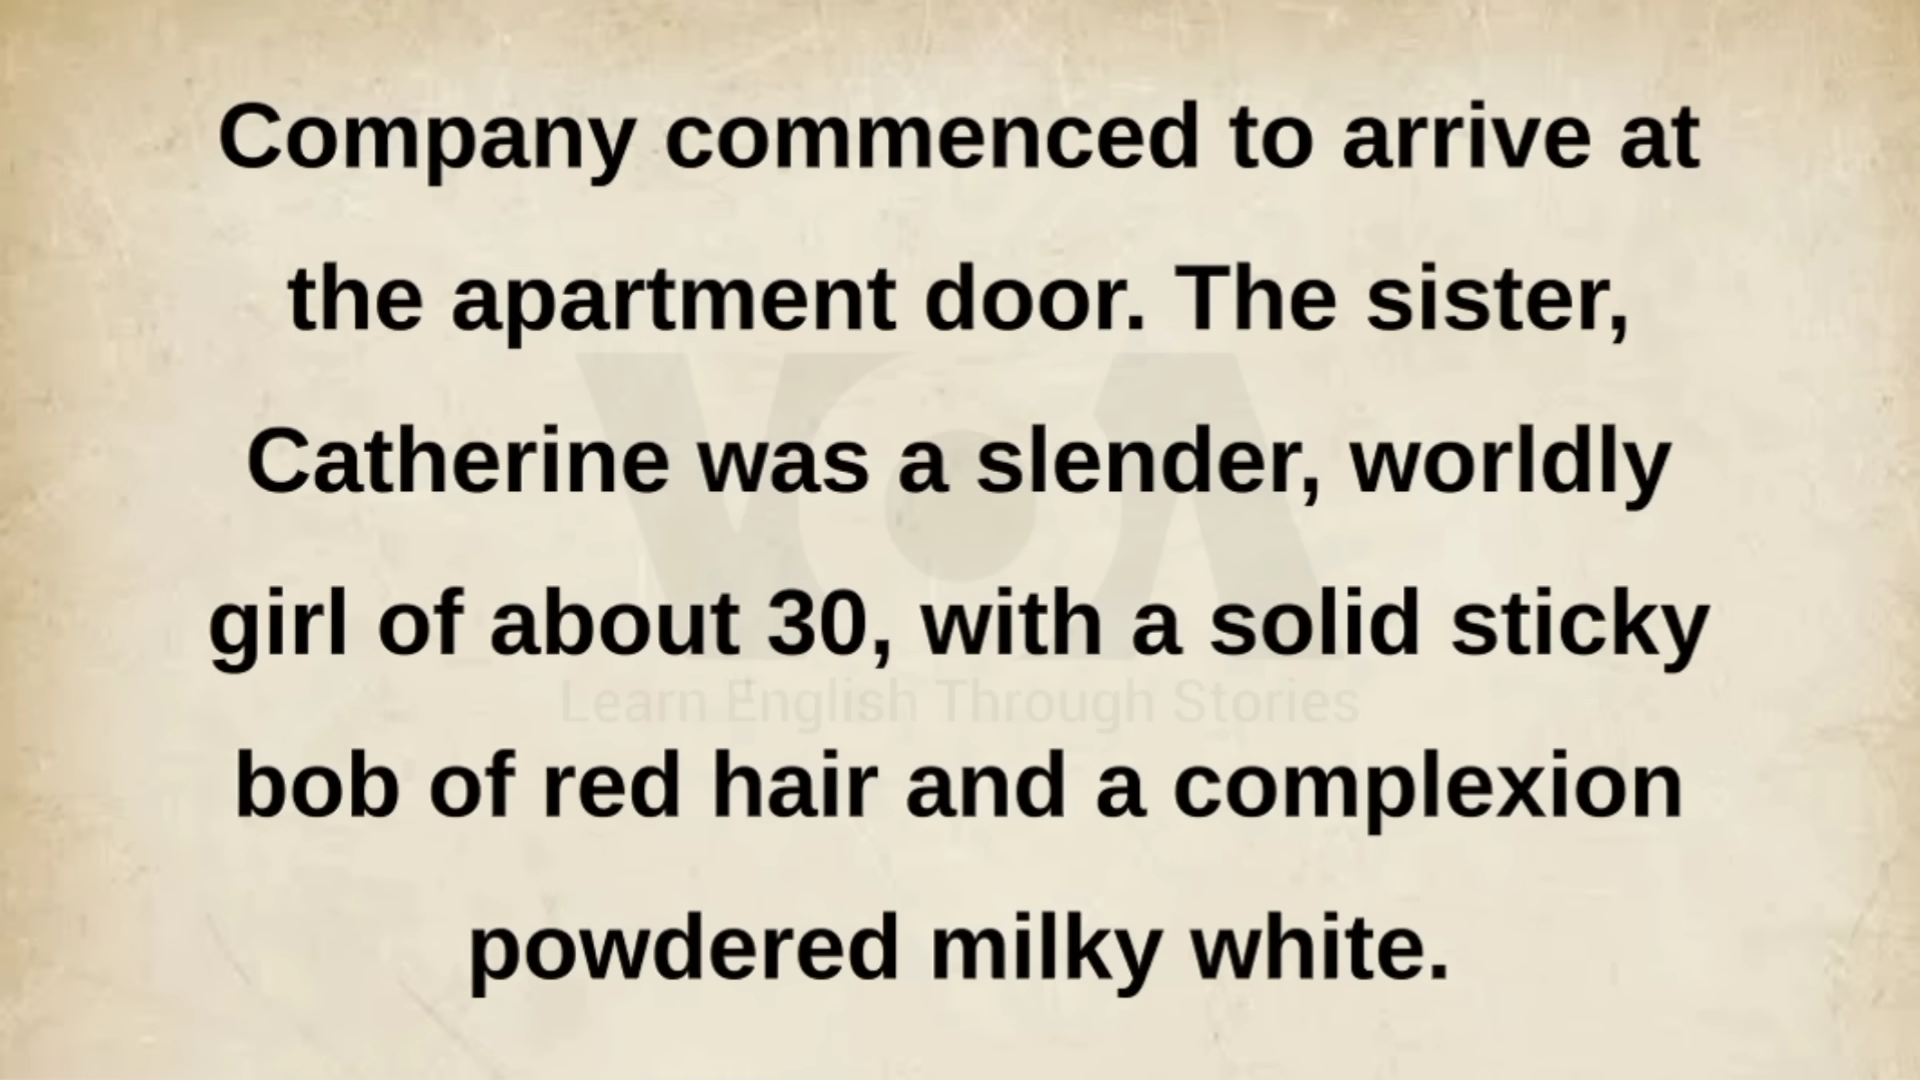 Company commenced to arrive at
the apartment door. The sister,
Catherine was a slender, worldly
girl of about 30, with a solid sticky
bob of red hair and a complexion
powdered milky white.
VOA
Learn English Through Stories